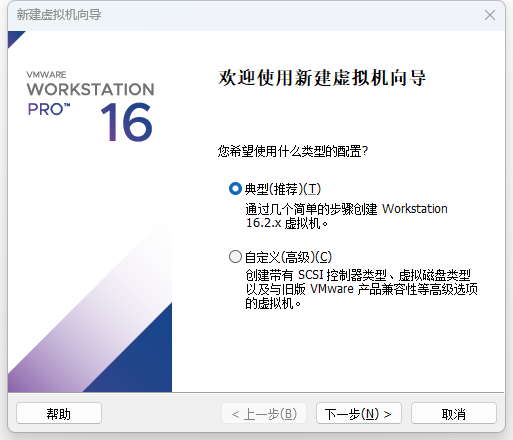 新建虚拟机向导
VMWARE
WORKSTATION
PRO™ 16
欢迎使用新建虚拟机向导
您希望使用什么类型的配置?
典型(推荐)(T)
通过几个简单的步骤创建 Workstation
16.2.x 虚拟机。
自定义(高级)(C)
创建带有 SCSI 控制器类型、虚拟磁盘类型
以及与旧版 VMware 产品兼容性等高级选项
的虚拟机。
帮助
< 上一步(B)
下一步(N) >
取消